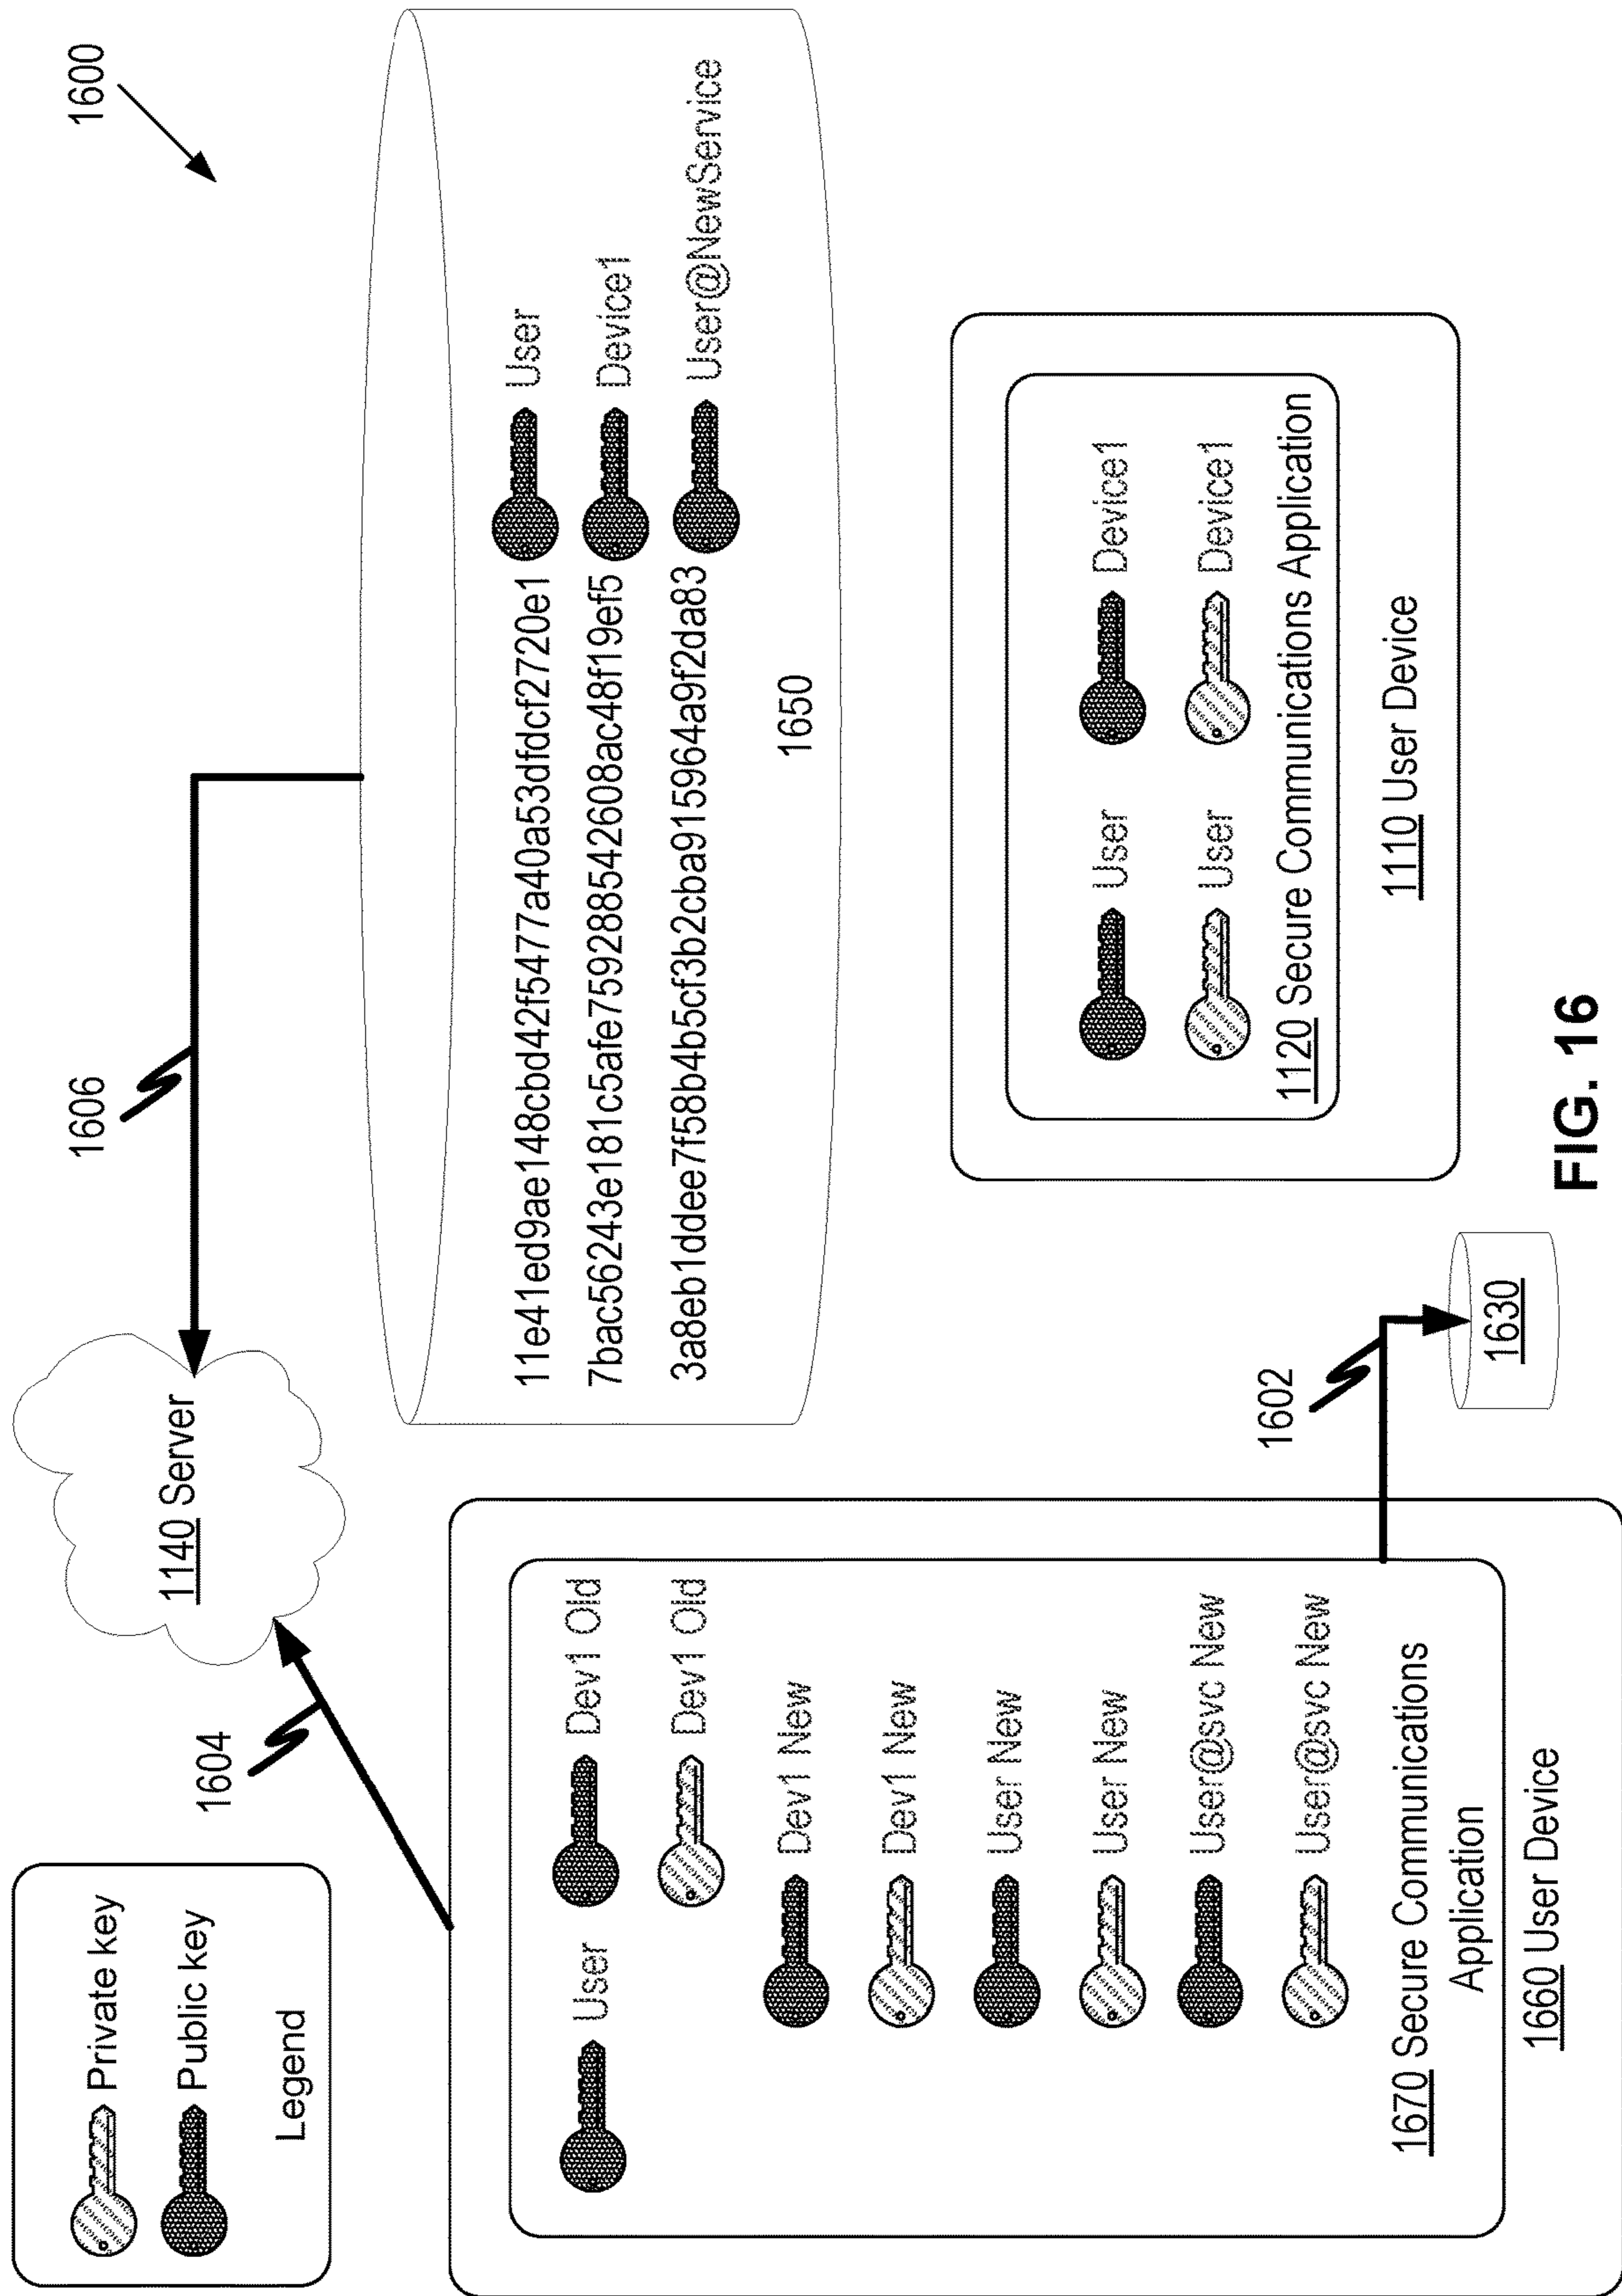 1600
Private key
Public key
Legend
1604
1140 Server
1606
11e41ed9ae148cbd42f5477a40a53dfdcf2720e1 User
7bac56243e181c5afe7592885426​08ac48f19ef5 Device1
3a8eb1ddee7f58b4b5cf3b2cba915964a9f2da83 User@NewService
1650
User Dev1 Old
Dev1 Old
Dev1 New
Dev1 New
User New
User New
User@svc New
User@svc New
1670 Secure Communications
Application
1660 User Device
1602
1630
User Device1
User Device1
1120 Secure Communications Application
1110 User Device
FIG. 16